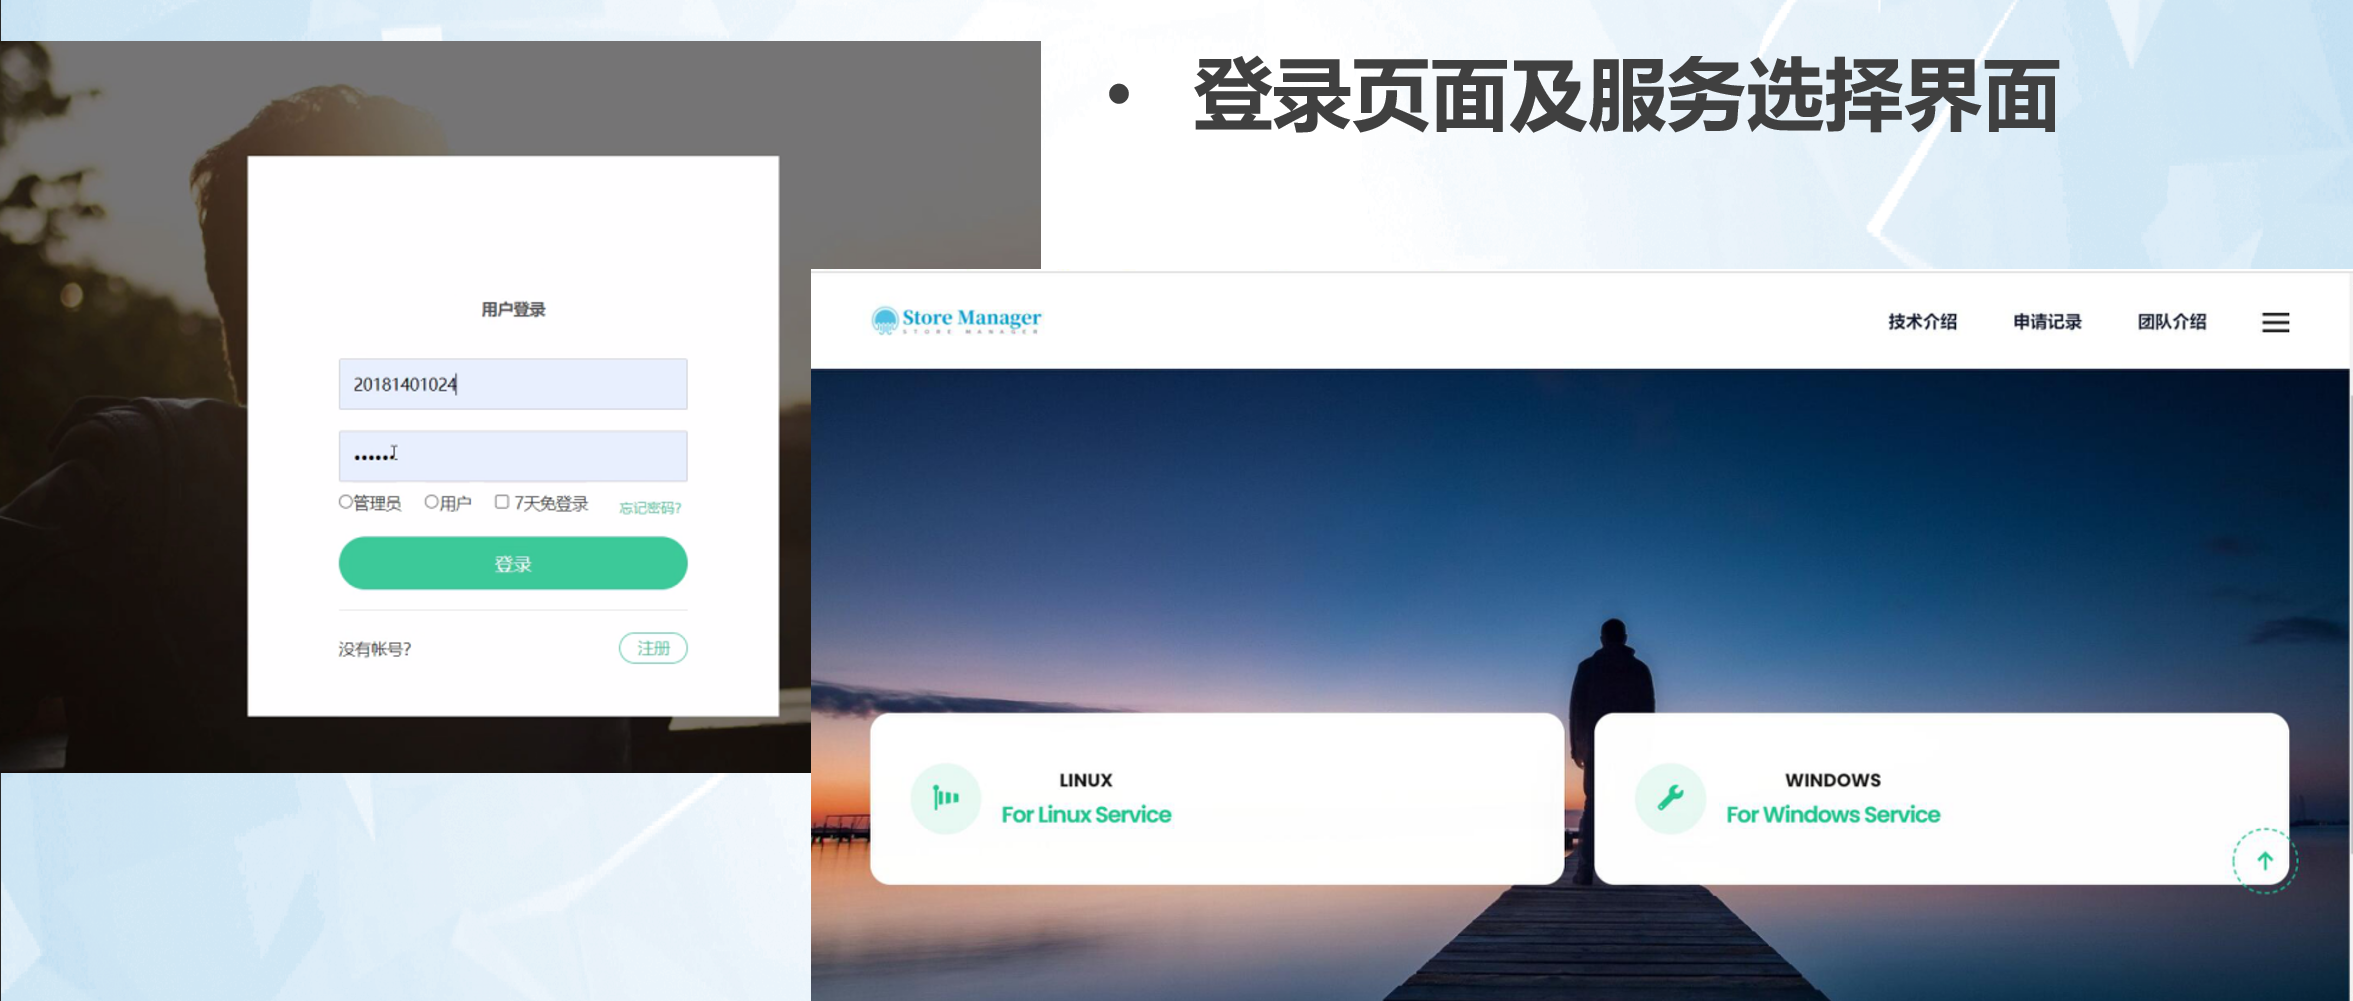 • 登录页面及服务选择界面
用户登录
20181401024
••••••
管理员 用户 7天免登录 忘记密码?
登录
没有帐号? 注册
Store Manager
STORE MANAGER
技术介绍 申请记录 团队介绍
LINUX
For Linux Service
WINDOWS
For Windows Service